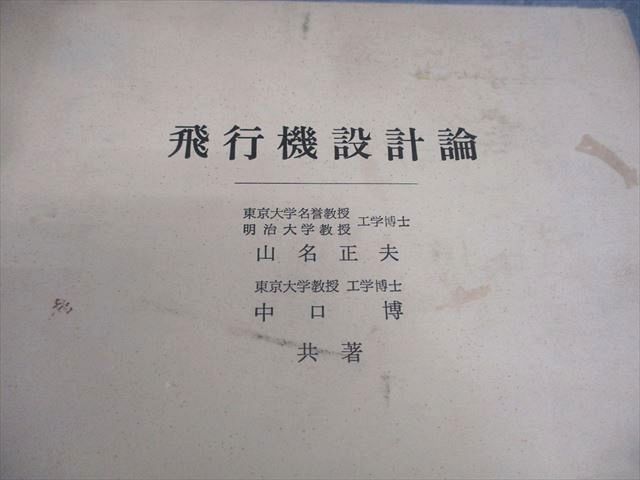 飛行機設計論
東京大学名誉教授
明治大学教授 工学博士
山名正夫
東京大学教授 工学博士
中口博
共著